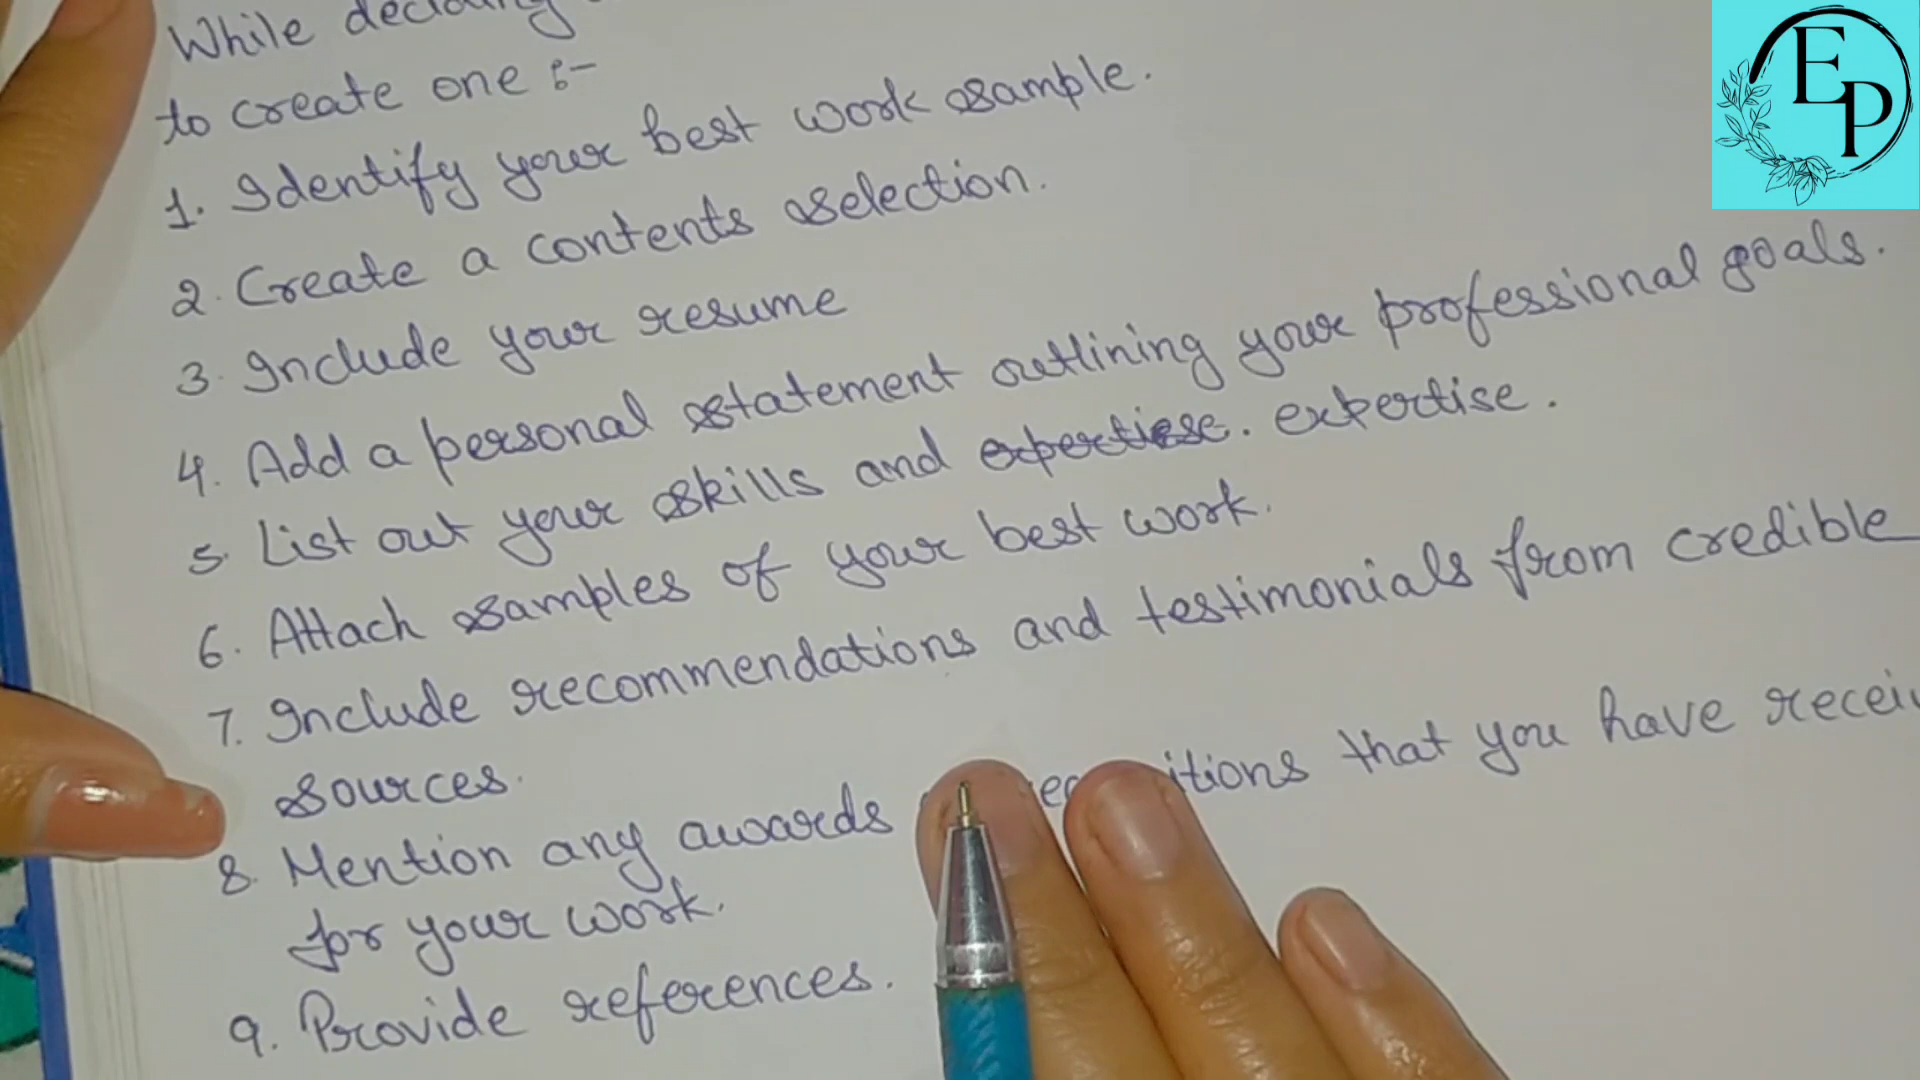 While deciding
to create one :-
1. Identify your best work sample.
2. Create a contents selection.
3. Include your resume
4. Add a personal statement outlining your professional goals.
5. List out your skills and expertiese. expertise.
6. Attach samples of your best work.
7. Include recommendations and testimonials from credible
sources.
8. Mention any awards that you have
for your work.
9. Provide references.
EP